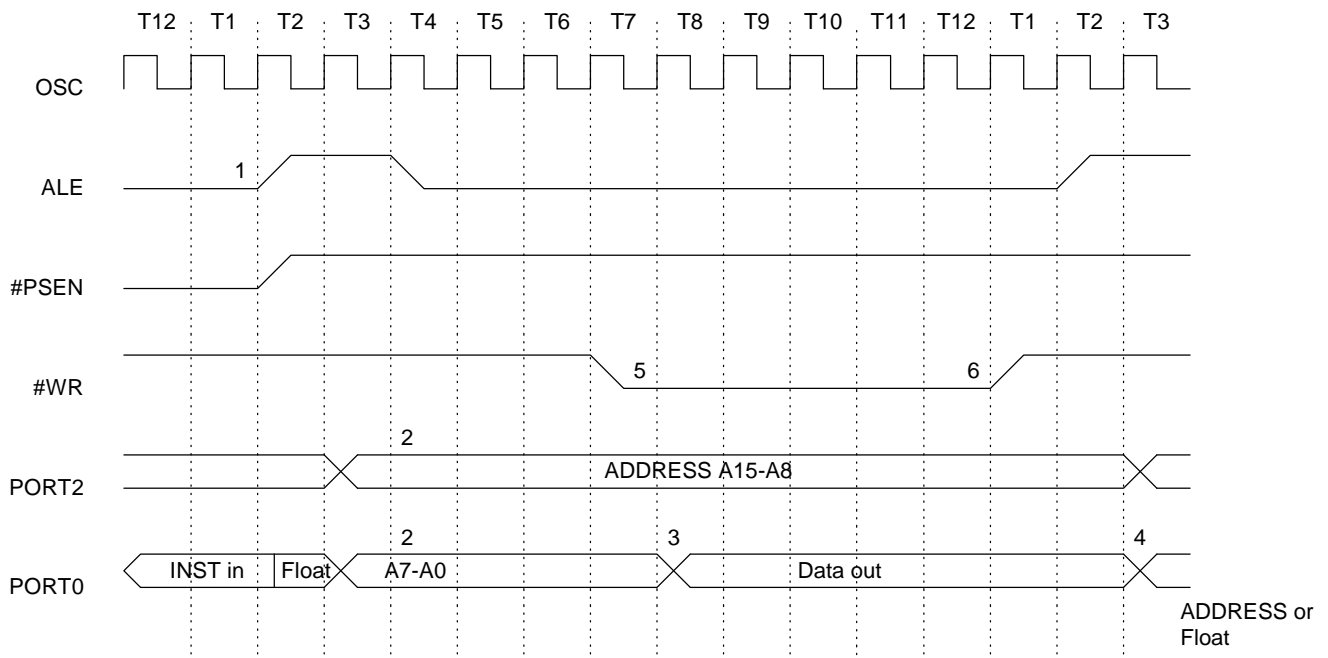 T12 T1 T2 T3 T4 T5 T6 T7 T8 T9 T10 T11 T12 T1 T2 T3
OSC
1
ALE
#PSEN
5 6
#WR
2
ADDRESS A15-A8
PORT2
2 3 4
INST in Float A7-A0 Data out
PORT0
ADDRESS or
Float